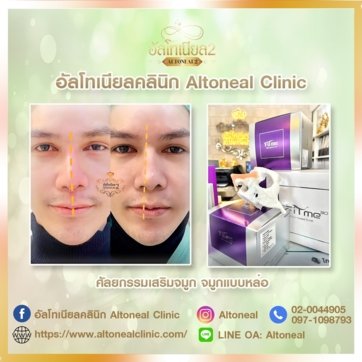 อัลโทเนียล2
ALTONEAL2
อัลโทเนียลคลินิก Altoneal Clinic
FiTme
FiTme
ศัลยกรรมเสริมจมูก จมูกแบบหล่อ
อัลโทเนียลคลินิก Altoneal Clinic
Altoneal
02-0044905
097-1098793
https://www.altonealclinic.com/
LINE OA: Altoneal